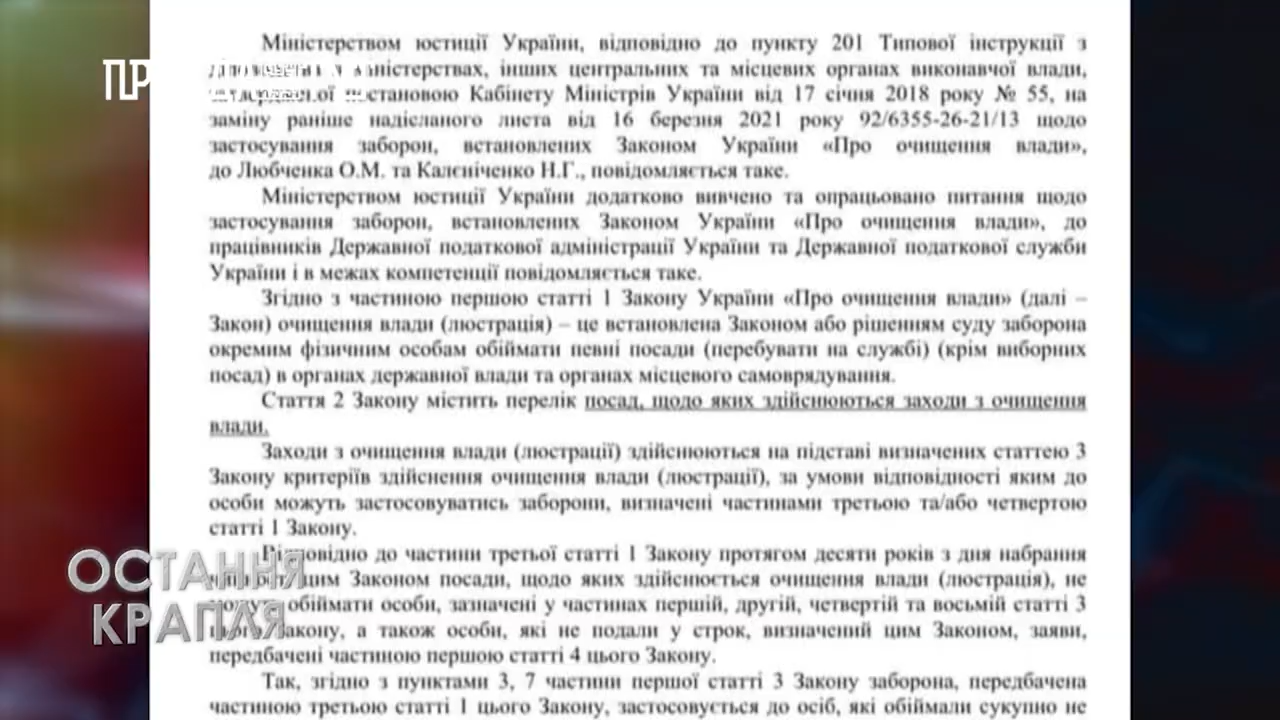 Міністерством юстиції України, відповідно до пункту 201 Типової інструкції з
міністерствах, інших центральних та місцевих органах виконавчої влади,
постановою Кабінету Міністрів України від 17 січня 2018 року № 55, на
заміну раніше надісланого листа від 16 березня 2021 року 92/6355-26-21/13 щодо
застосування заборон, встановлених Законом України «Про очищення влади»,
до Любченка О.М. та Калєніченко Н.Г., повідомляється таке.
Міністерством юстиції України додатково вивчено та опрацьовано питання щодо
застосування заборон, встановлених Законом України «Про очищення влади», до
працівників Державної податкової адміністрації України та Державної податкової служби
України і в межах компетенції повідомляється таке.
Згідно з частиною першою статті 1 Закону України «Про очищення влади» (далі –
Закон) очищення влади (люстрація) – це встановлена Законом або рішенням суду заборона
окремим фізичним особам обіймати певні посади (перебувати на службі) (крім виборних
посад) в органах державної влади та органах місцевого самоврядування.
Стаття 2 Закону містить перелік посад, щодо яких здійснюються заходи з очищення
влади.
Заходи з очищення влади (люстрації) здійснюються на підставі визначених статтею 3
Закону критеріїв здійснення очищення влади (люстрації), за умови відповідності яким до
особи можуть застосовуватись заборони, визначені частинами третьою та/або четвертою
статті 1 Закону.
Відповідно до частини третьої статті 1 Закону протягом десяти років з дня набрання
цим Законом посади, щодо яких здійснюється очищення влади (люстрація), не
обіймати особи, зазначені у частинах першій, другій, четвертій та восьмій статті 3
Закону, а також особи, які не подали у строк, визначений цим Законом, заяви,
передбачені частиною першою статті 4 цього Закону.
Так, згідно з пунктами 3, 7 частини першої статті 3 Закону заборона, передбачена
частиною третьою статті 1 цього Закону, застосовується до осіб, які обіймали сукупно не
ОСТАННЯ
КРАПЛЯ